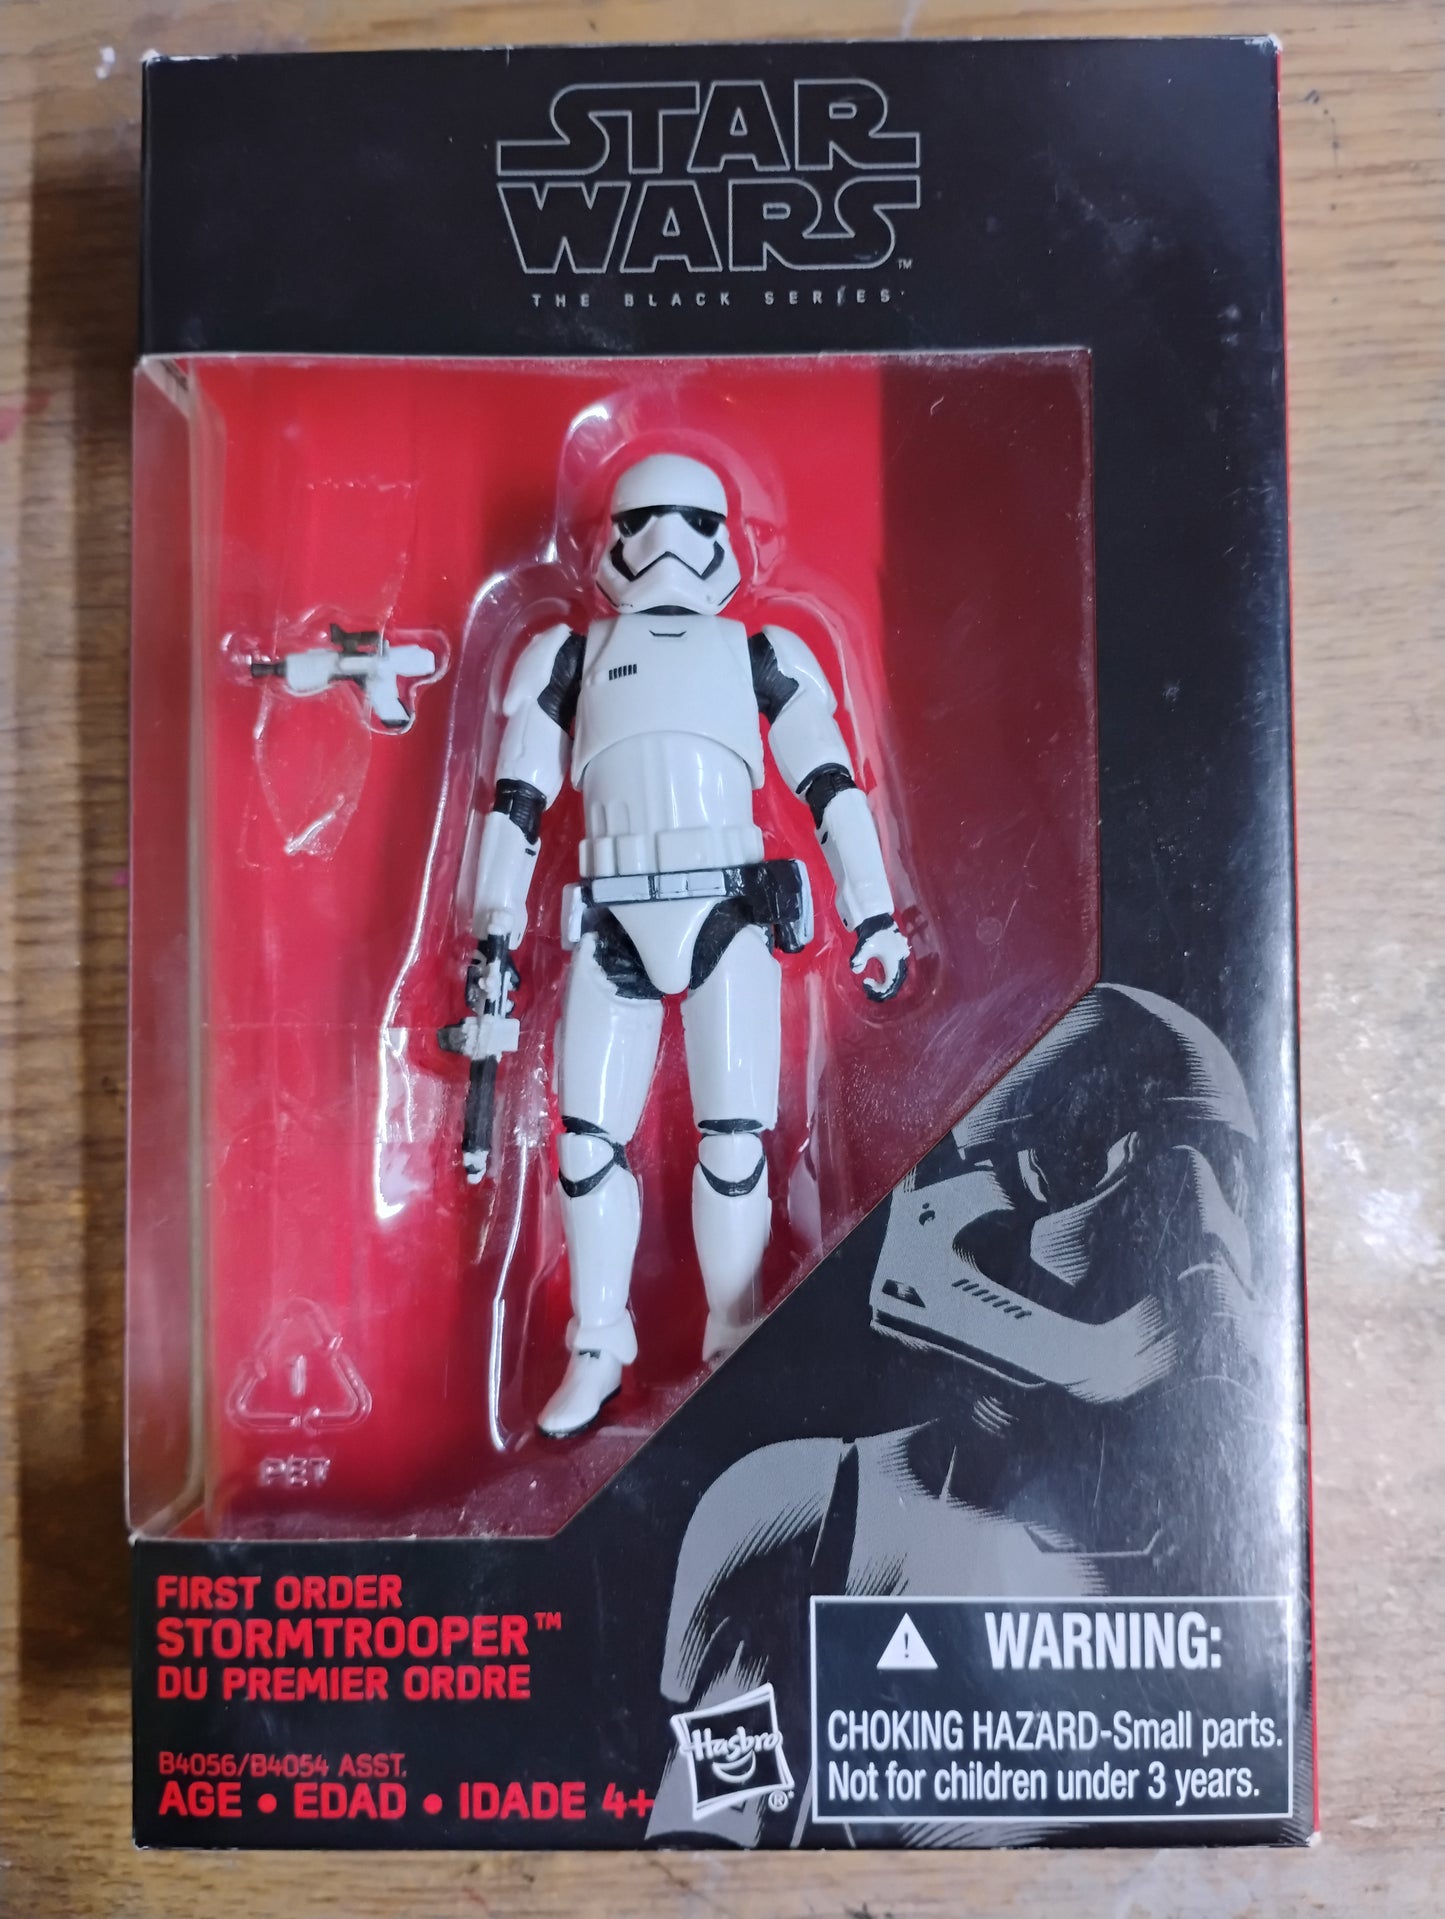 STAR
WARS™
THE BLACK SERIES
1
PET
FIRST ORDER
STORMTROOPER™
DU PREMIER ORDRE
B4056/B4054 ASST.
AGE • EDAD • IDADE 4+
Hasbro®
WARNING:
CHOKING HAZARD-Small parts.
Not for children under 3 years.